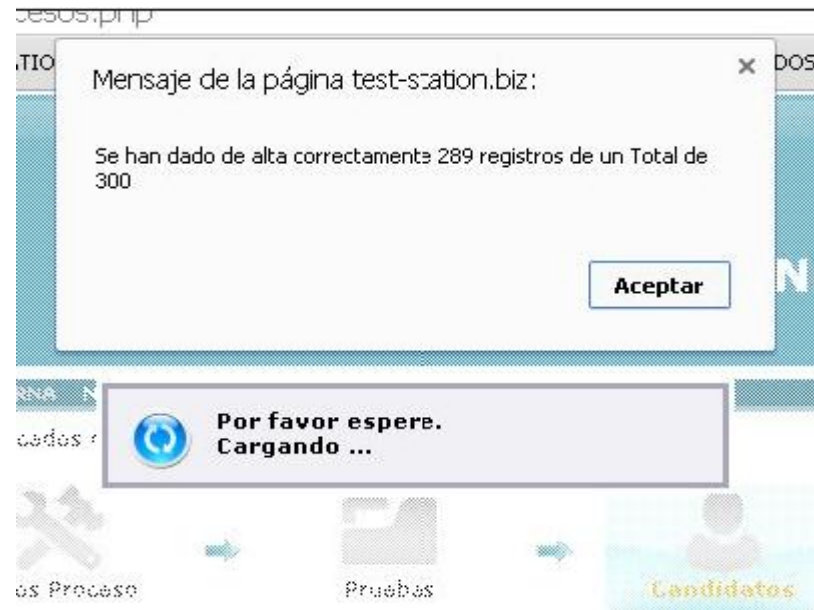 Mensaje de la página test-station.biz:
Se han dado de alta correctamente 289 registros de un Total de
300
Aceptar
Por favor espere.
Cargando ...
Pruebas
Candidatos